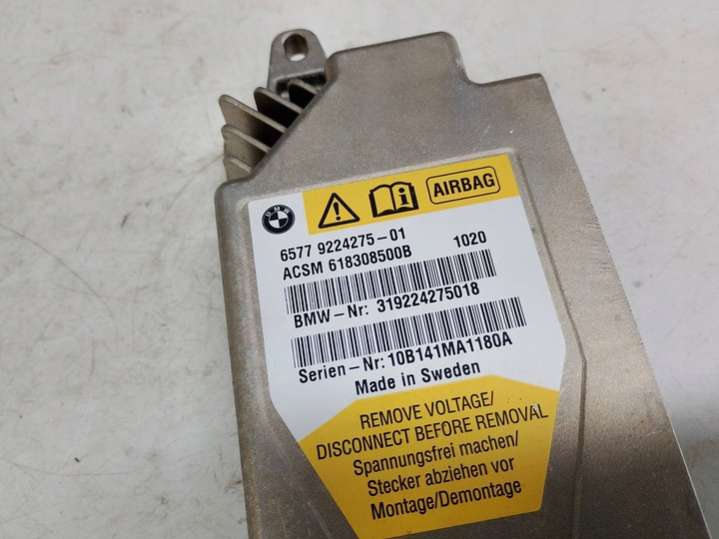 BMW
AIRBAG
6577 9224275-01
ACSM 618308500B 1020
BMW-Nr: 319224275018
Serien-Nr: 10B141MA1180A
Made in Sweden
REMOVE VOLTAGE/
DISCONNECT BEFORE REMOVAL
Spannungsfrei machen/
Stecker abziehen vor
Montage/Demontage